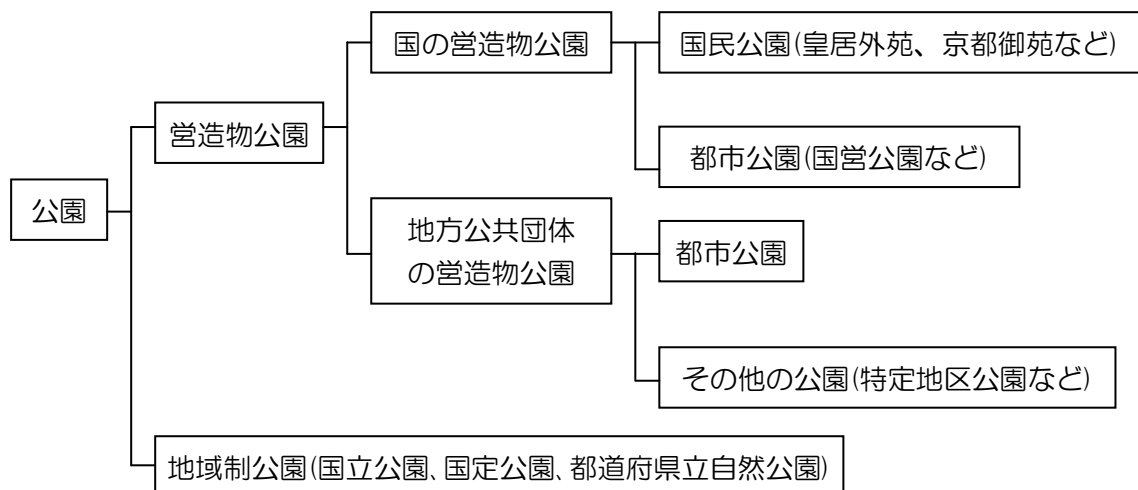 国の営造物公園
国民公園(皇居外苑、京都御苑など)
営造物公園
都市公園(国営公園など)
公園
地方公共団体
の営造物公園
都市公園
その他の公園(特定地区公園など)
地域制公園(国立公園、国定公園、都道府県立自然公園)